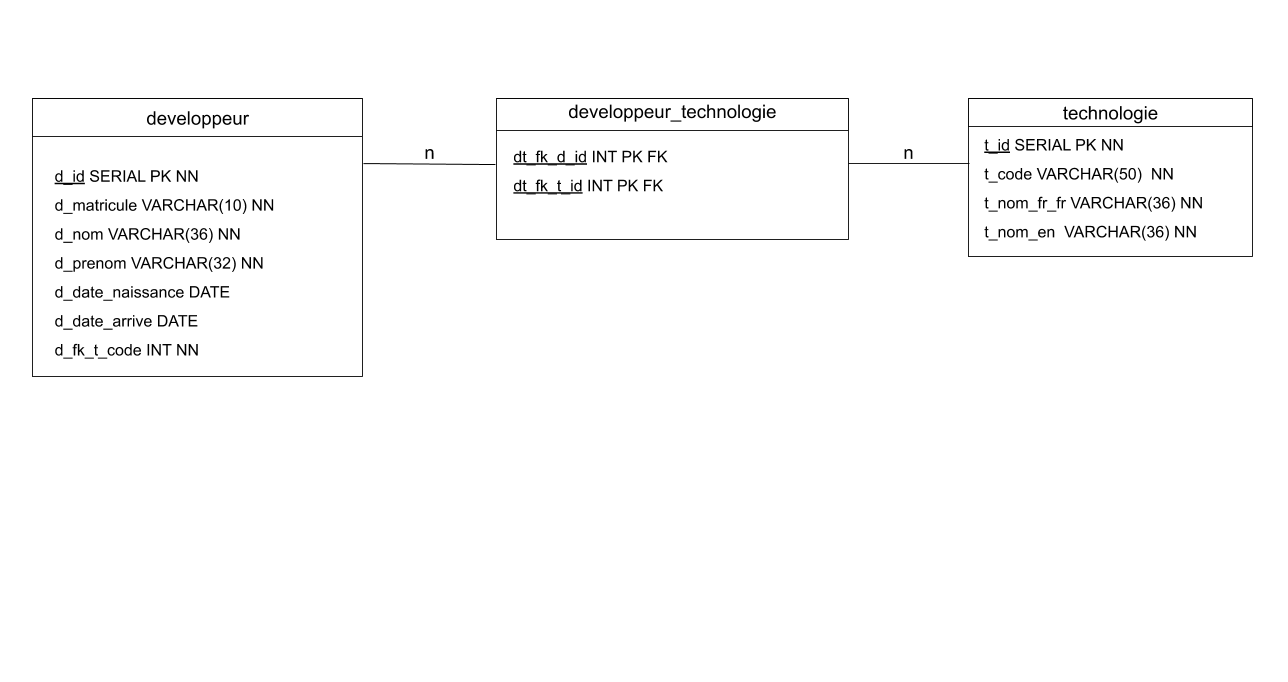 developpeur
d_id SERIAL PK NN
d_matricule VARCHAR(10) NN
d_nom VARCHAR(36) NN
d_prenom VARCHAR(32) NN
d_date_naissance DATE
d_date_arrive DATE
d_fk_t_code INT NN
n
developpeur_technologie
dt_fk_d_id INT PK FK
dt_fk_t_id INT PK FK
n
technologie
t_id SERIAL PK NN
t_code VARCHAR(50)  NN
t_nom_fr_fr VARCHAR(36) NN
t_nom_en  VARCHAR(36) NN